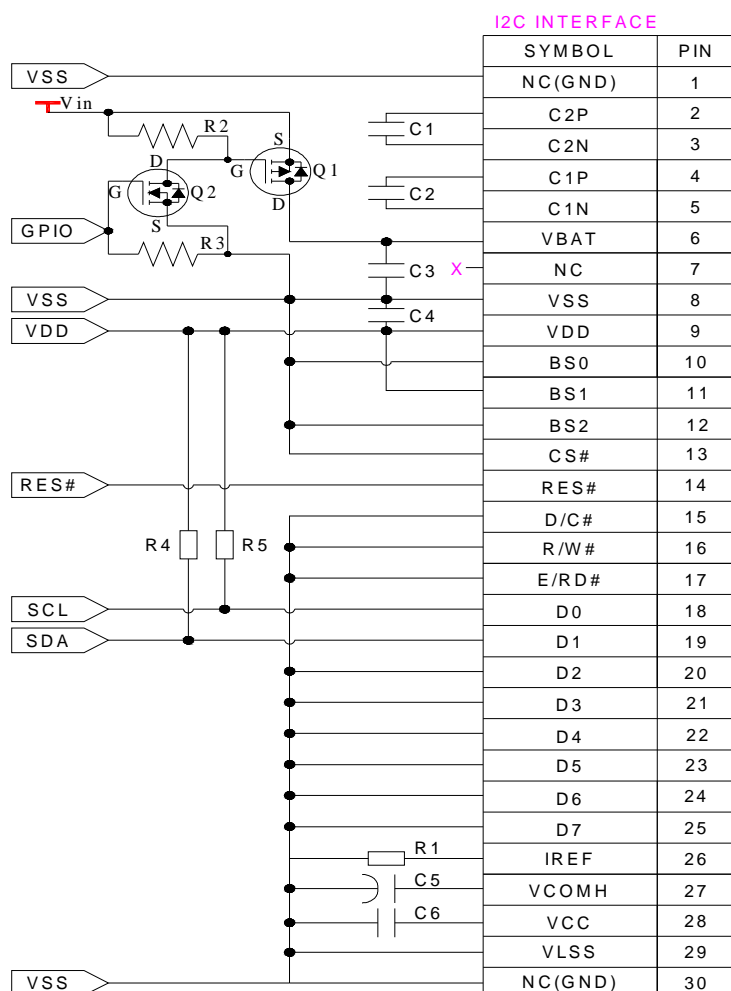 I2C INTERFACE
SYMBOL PIN
VSS NC(GND) 1
Vin C2P 2
R2 C1 C2N 3
S
D G Q1 C1P 4
G Q2 C2 D C1N 5
S
GPIO R3 VBAT 6
C3 X NC 7
VSS C4 VSS 8
VDD VDD 9
BS0 10
BS1 11
BS2 12
CS# 13
RES# RES# 14
D/C# 15
R4 R5 R/W# 16
E/RD# 17
SCL D0 18
SDA D1 19
D2 20
D3 21
D4 22
D5 23
D6 24
D7 25
R1 IREF 26
C5 VCOMH 27
C6 VCC 28
VLSS 29
VSS NC(GND) 30